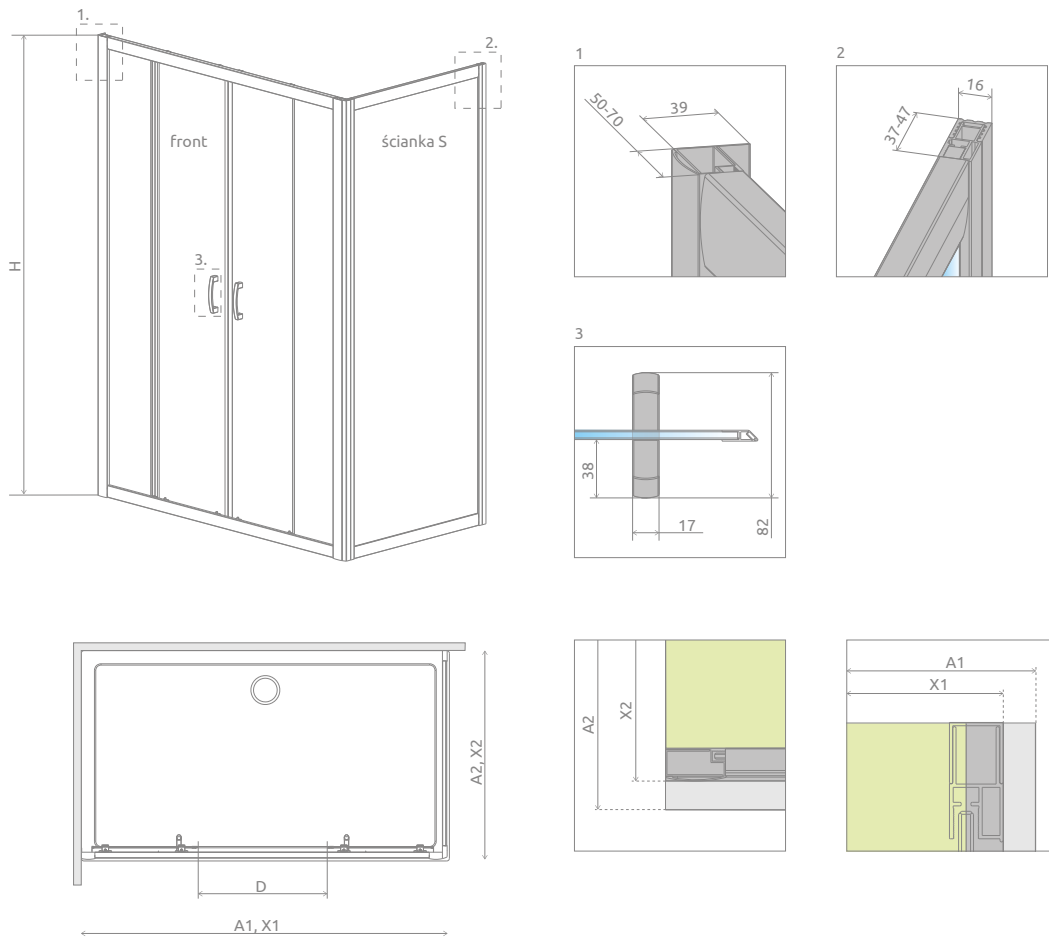 1.
2.
front
ścianka S
3.
H
1
50-70
39
2
16
37-47
3
38
17
82
A2, X2
D
A1, X1
A2
X2
A1
X1